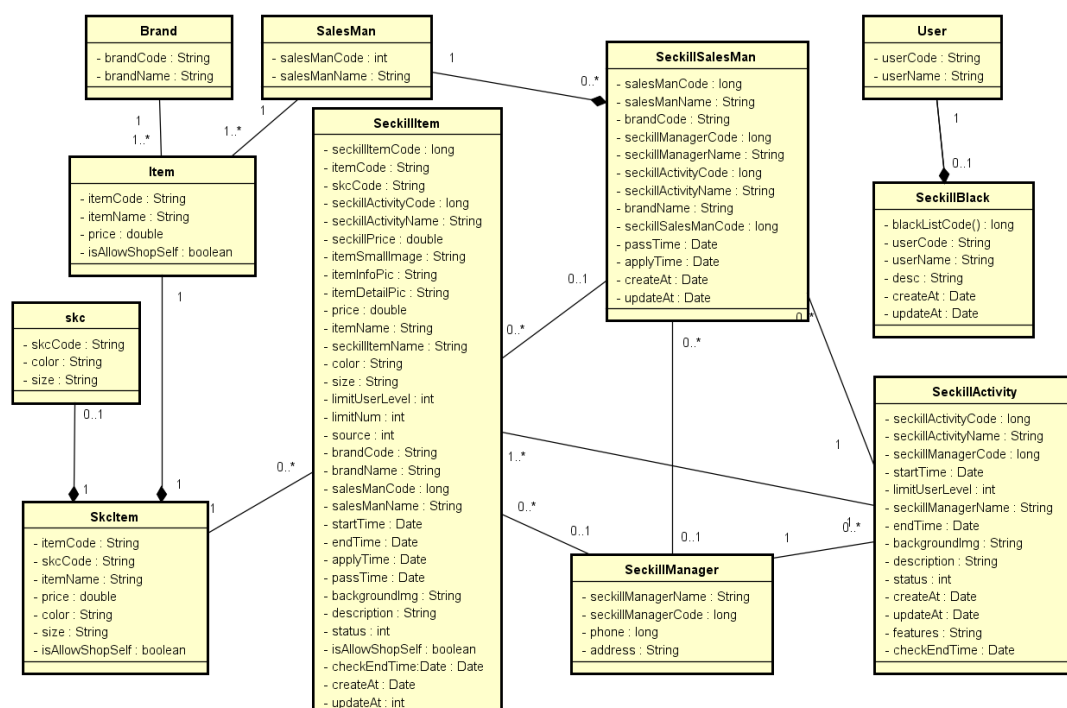 Brand
- brandCode : String
- brandName : String
SalesMan
- salesManCode : int
- salesManName : String
SeckillSalesMan
- salesManCode : long
- salesManName : String
- brandCode : String
- seckillManagerCode : long
- seckillManagerName : String
- seckillActivityCode : long
- seckillActivityName : String
- brandName : String
- seckillSalesManCode : long
- passTime : Date
- applyTime : Date
- createAt : Date
- updateAt : Date
User
- userCode : String
- userName : String
1
0..*
1
1..*
1
1..*
1
0..1
Item
- itemCode : String
- itemName : String
- price : double
- isAllowShopSelf : boolean
SeckillItem
- seckillItemCode : long
- itemCode : String
- skcCode : String
- seckillActivityCode : long
- seckillActivityName : String
- seckillPrice : double
- itemSmallImage : String
- itemInfoPic : String
- itemDetailPic : String
- price : double
- itemName : String
- seckillItemName : String
- color : String
- size : String
- limitUserLevel : int
- limitNum : int
- source : int
- brandCode : String
- brandName : String
- salesManCode : long
- salesManName : String
- startTime : Date
- endTime : Date
- applyTime : Date
- passTime : Date
- backgroundImg : String
- description : String
- status : int
- isAllowShopSelf : boolean
- checkEndTime:Date : Date
- createAt : Date
- updateAt : int
SeckillBlack
- blackListCode() : long
- userCode : String
- userName : String
- desc : String
- createAt : Date
- updateAt : Date
skc
- skcCode : String
- color : String
- size : String
1
0..1
0..*
0..1
0..*
0..*
1
0..1
1
1
SkcItem
- itemCode : String
- skcCode : String
- itemName : String
- price : double
- color : String
- size : String
- isAllowShopSelf : boolean
0..*
1
1..*
1
0..*
0..1
0..1
1
0..*
SeckillManager
- seckillManagerName : String
- seckillManagerCode : long
- phone : long
- address : String
SeckillActivity
- seckillActivityCode : long
- seckillActivityName : String
- seckillManagerCode : long
- startTime : Date
- limitUserLevel : int
- seckillManagerName : String
- endTime : Date
- backgroundImg : String
- description : String
- status : int
- createAt : Date
- updateAt : Date
- features : String
- checkEndTime : Date